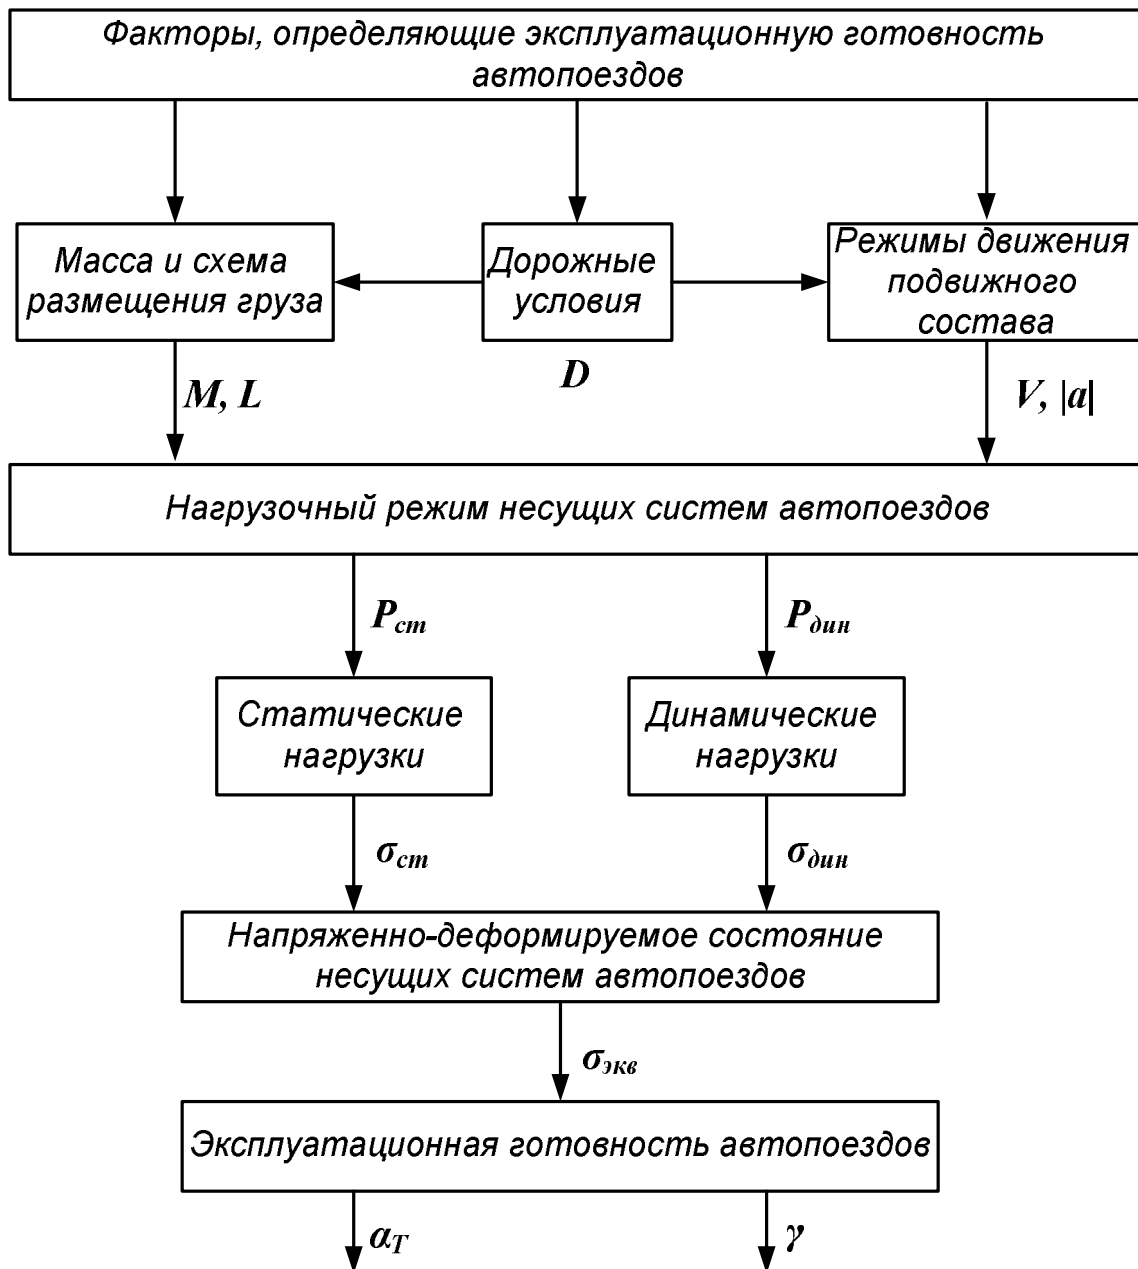 Факторы, определяющие эксплуатационную готовность
автопоездов
Масса и схема
размещения груза
Дорожные
условия
Режимы движения
подвижного
состава
M, L
D
V, |a|
Нагрузочный режим несущих систем автопоездов
Pст
Pдин
Статические
нагрузки
Динамические
нагрузки
σст
σдин
Напряженно-деформируемое состояние
несущих систем автопоездов
σэкв
Эксплуатационная готовность автопоездов
αT
γ